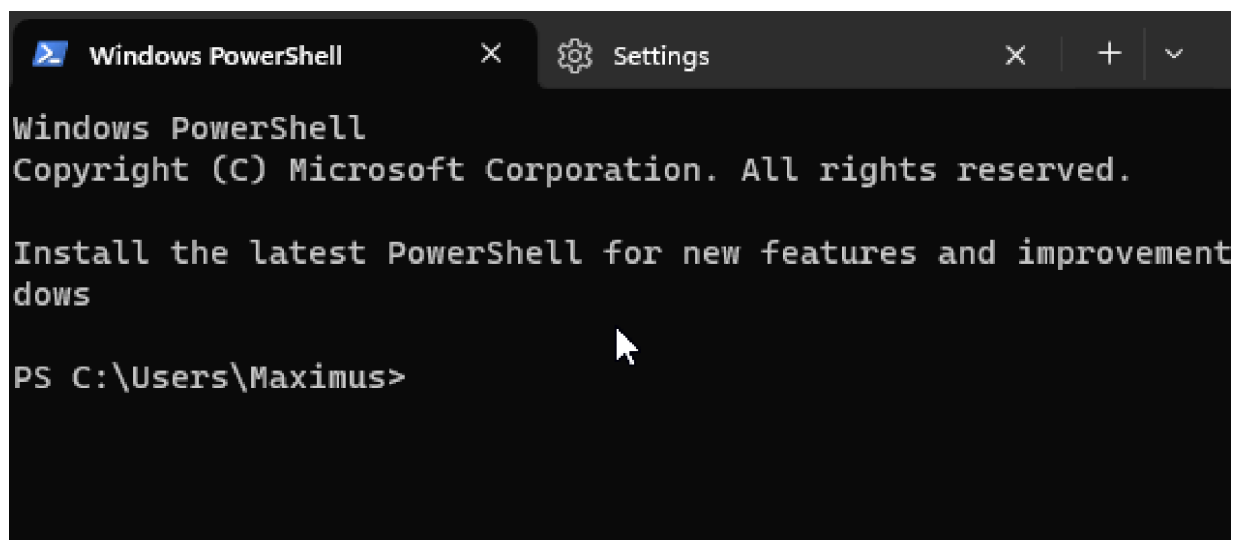 Windows PowerShell
Settings
Windows PowerShell
Copyright (C) Microsoft Corporation. All rights reserved.
Install the latest PowerShell for new features and improvement
dows
PS C:\Users\Maximus>